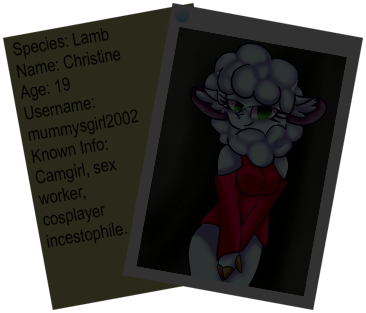 Species: Lamb
Name: Christine
Age: 19
Username:
mummysgirl2002
Known Info:
Camgirl, sex
worker,
cosplayer
incestophile.